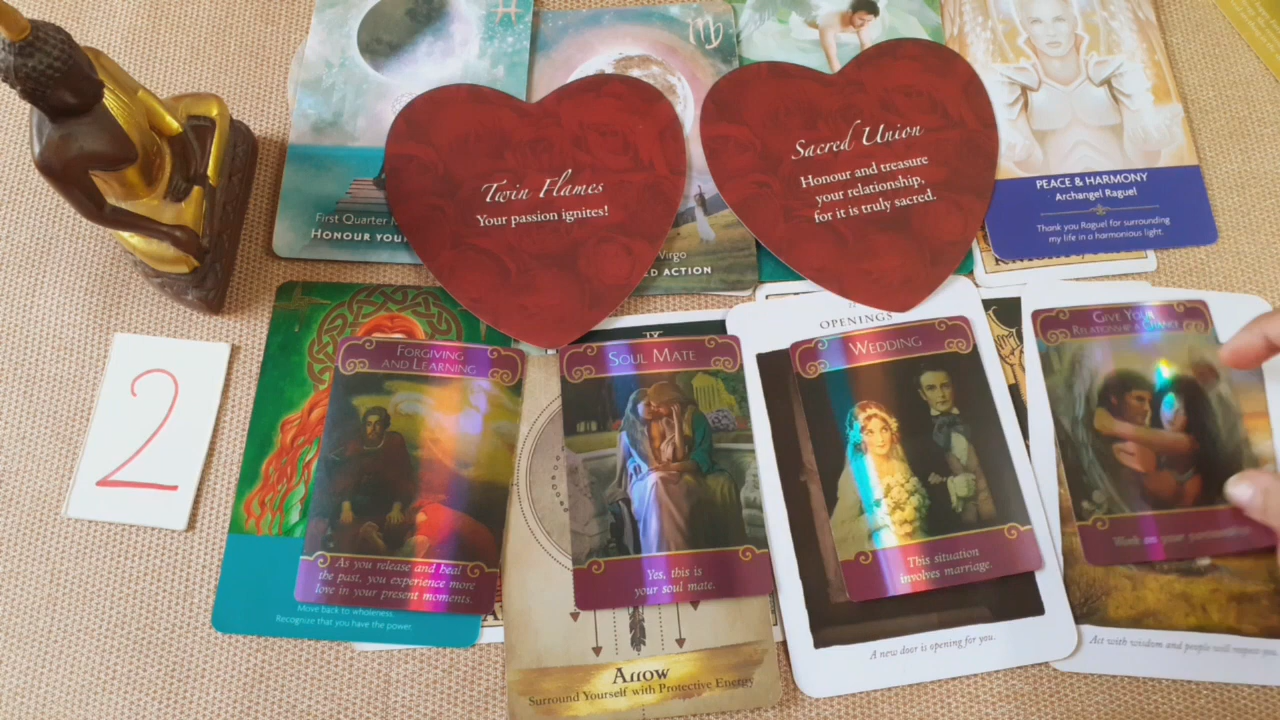 First Quarter
HONOUR YOUR
Twin Flames
Your passion ignites!
Virgo
ACTION
Sacred Union
Honour and treasure
your relationship,
for it is truly sacred.
PEACE & HARMONY
Archangel Raguel
Thank you Raguel for surrounding
my life in a harmonious light.
2
FORGIVING
AND LEARNING
As you release and heal
the past, you experience more
love in your present moments.
Move back to wholeness.
Recognize that you have the power.
IX
SOUL MATE
Yes, this is
your soul mate.
Arrow
Surround Yourself with Protective Energy
OPENINGS
WEDDING
This situation
involves marriage.
A new door is opening for you.
GIVE YOUR
RELATIONSHIP A CHANCE
Work on your
Act with wisdom and people will respect you.